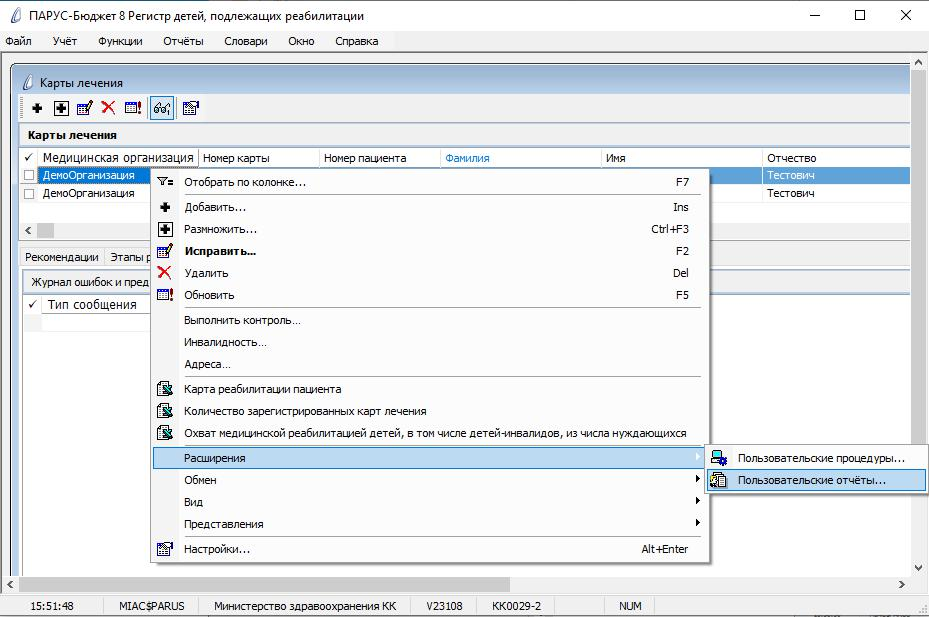 ПАРУС-Бюджет 8 Регистр детей, подлежащих реабилитации
Файл Учёт Функции Отчёты Словари Окно Справка
Карты лечения
Карты лечения
Медицинская организация Номер карты Номер пациента Фамилия Имя Отчество
ДемоОрганизация Тестович
ДемоОрганизация Тестович
Рекомендации Этапы р
Журнал ошибок и пред
Тип сообщения
Отобрать по колонке... F7
Добавить... Ins
Размножить... Ctrl+F3
Исправить... F2
Удалить Del
Обновить F5
Выполнить контроль...
Инвалидность...
Адреса...
Карта реабилитации пациента
Количество зарегистрированных карт лечения
Охват медицинской реабилитацией детей, в том числе детей-инвалидов, из числа нуждающихся
Расширения
Обмен
Вид
Представления
Настройки... Alt+Enter
Пользовательские процедуры...
Пользовательские отчёты...
15:51:48 MIAC$PARUS Министерство здравоохранения КК V23108 КК0029-2 NUM